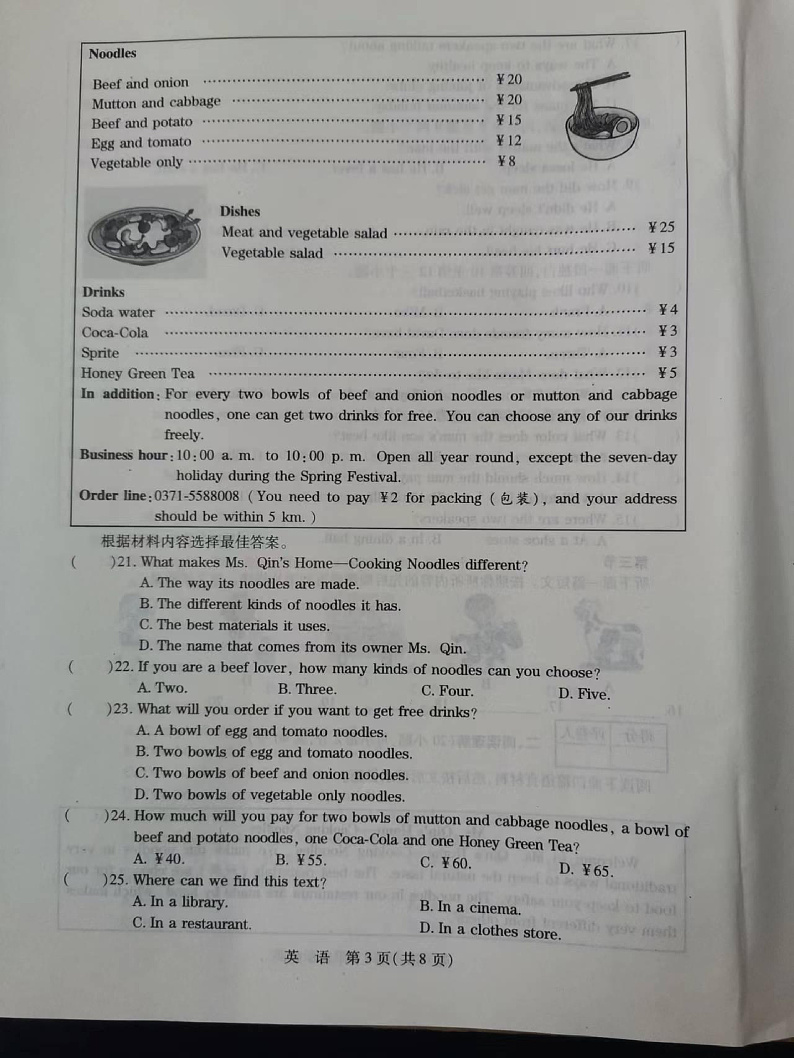 Noodles
Beef and onion ¥20
Mutton and cabbage ¥20
Beef and potato ¥15
Egg and tomato ¥12
Vegetable only ¥8
Dishes
Meat and vegetable salad ¥25
Vegetable salad ¥15
Drinks
Soda water ¥4
Coca-Cola ¥3
Sprite ¥3
Honey Green Tea ¥5
In addition: For every two bowls of beef and onion noodles or mutton and cabbage
noodles, one can get two drinks for free. You can choose any of our drinks
freely.
Business hour: 10:00 a. m. to 10:00 p. m. Open all year round, except the seven-day
holiday during the Spring Festival.
Order line: 0371-5588008 (You need to pay ¥2 for packing (包装), and your address
should be within 5 km. )
根据材料内容选择最佳答案。
( )21. What makes Ms. Qin's Home—Cooking Noodles different?
A. The way its noodles are made.
B. The different kinds of noodles it has.
C. The best materials it uses.
D. The name that comes from its owner Ms. Qin.
( )22. If you are a beef lover, how many kinds of noodles can you choose?
A. Two. B. Three. C. Four. D. Five.
( )23. What will you order if you want to get free drinks?
A. A bowl of egg and tomato noodles.
B. Two bowls of egg and tomato noodles.
C. Two bowls of beef and onion noodles.
D. Two bowls of vegetable only noodles.
( )24. How much will you pay for two bowls of mutton and cabbage noodles, a bowl of
beef and potato noodles, one Coca-Cola and one Honey Green Tea?
A. ¥40. B. ¥55. C. ¥60. D. ¥65.
( )25. Where can we find this text?
A. In a library. B. In a cinema.
C. In a restaurant. D. In a clothes store.
英 语 第3页(共8页)